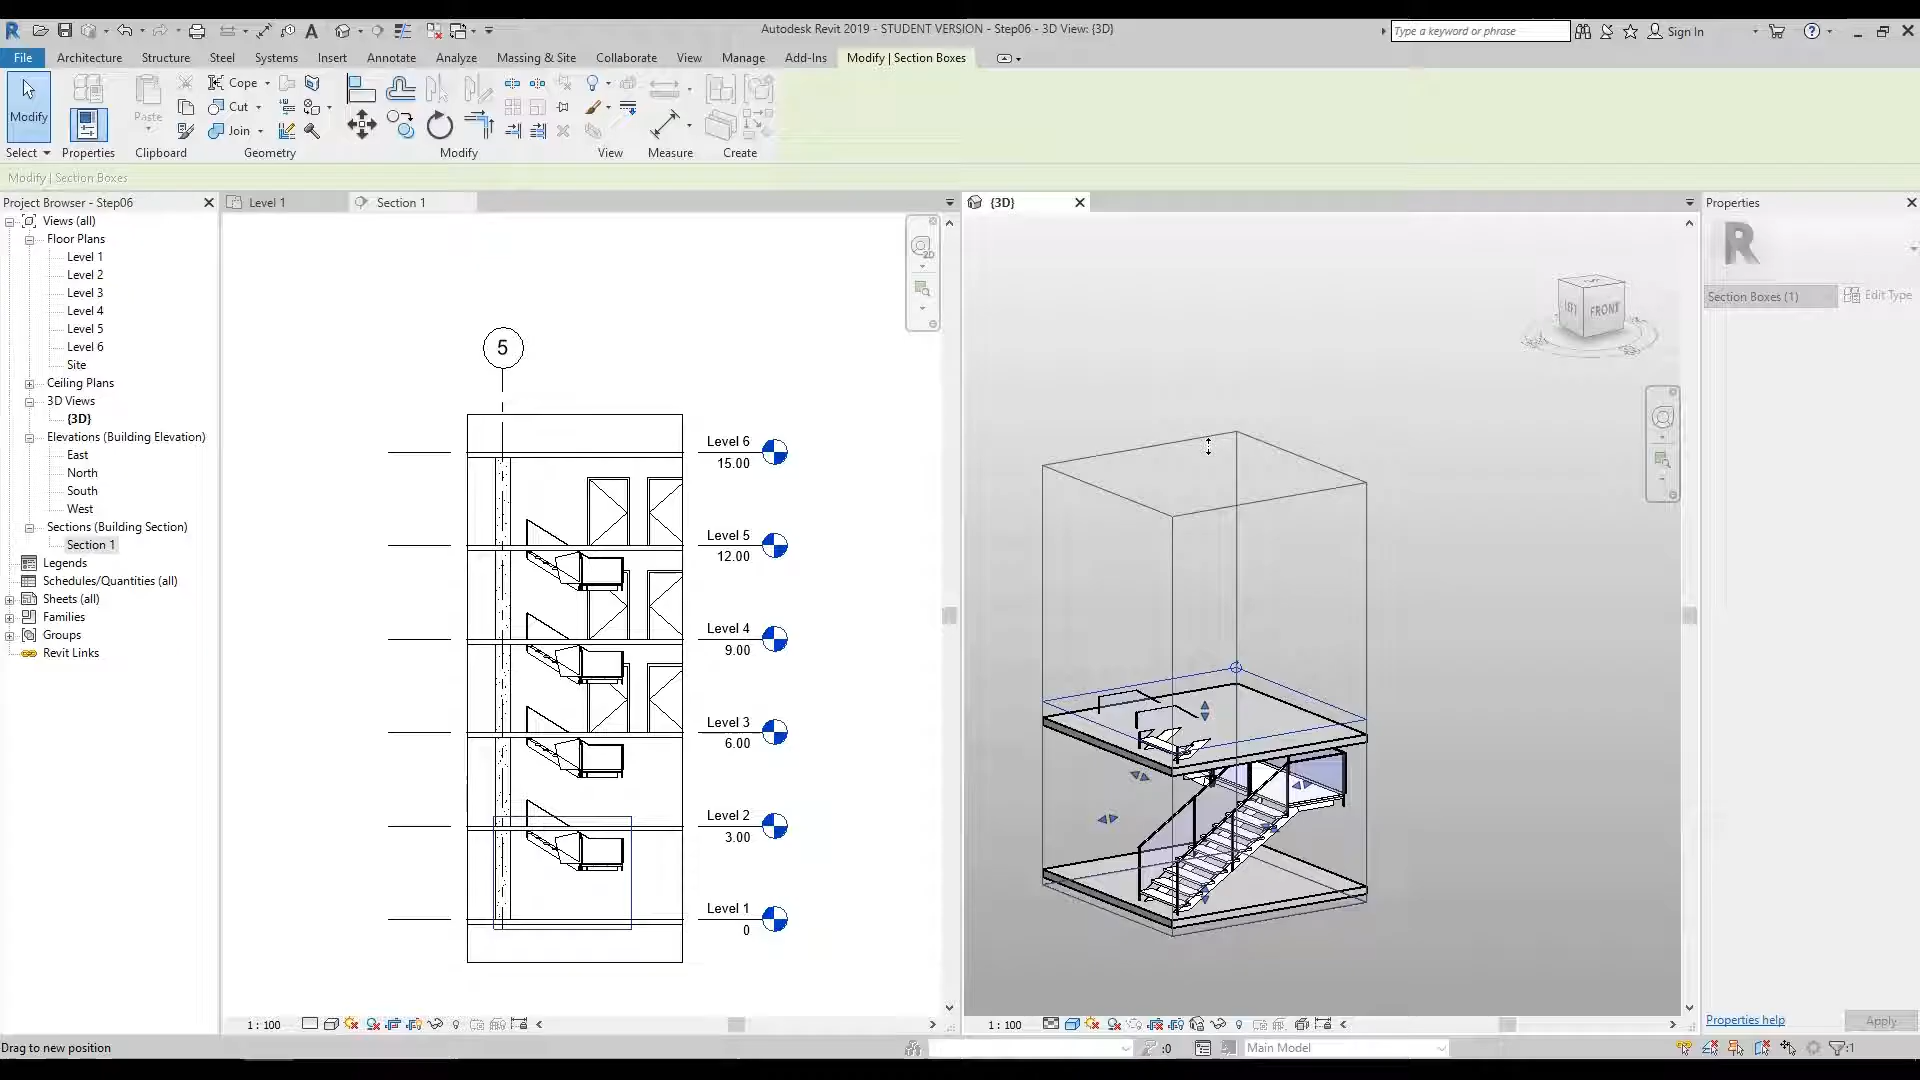 Autodesk Revit 2019 - STUDENT VERSION - Step06 - 3D View: {3D}
Type a keyword or phrase
Sign In
File Architecture Structure Steel Systems Insert Annotate Analyze Massing & Site Collaborate View Manage Add-Ins Modify | Section Boxes
Modify
Paste
Cope
Cut
Join
Select Properties Clipboard Geometry Modify View Measure Create
Modify | Section Boxes
Project Browser - Step06
Views (all)
Floor Plans
Level 1
Level 2
Level 3
Level 4
Level 5
Level 6
Site
Ceiling Plans
3D Views
{3D}
Elevations (Building Elevation)
East
North
South
West
Sections (Building Section)
Section 1
Legends
Schedules/Quantities (all)
Sheets (all)
Families
Groups
Revit Links
Level 1
Section 1
2D
5
Level 6
15.00
Level 5
12.00
Level 4
9.00
Level 3
6.00
Level 2
3.00
Level 1
0
1 : 100
{3D}
FRONT
1 : 100
Properties
R
Section Boxes (1)
Edit Type
Properties help
Apply
Drag to new position
:0
Main Model
:1